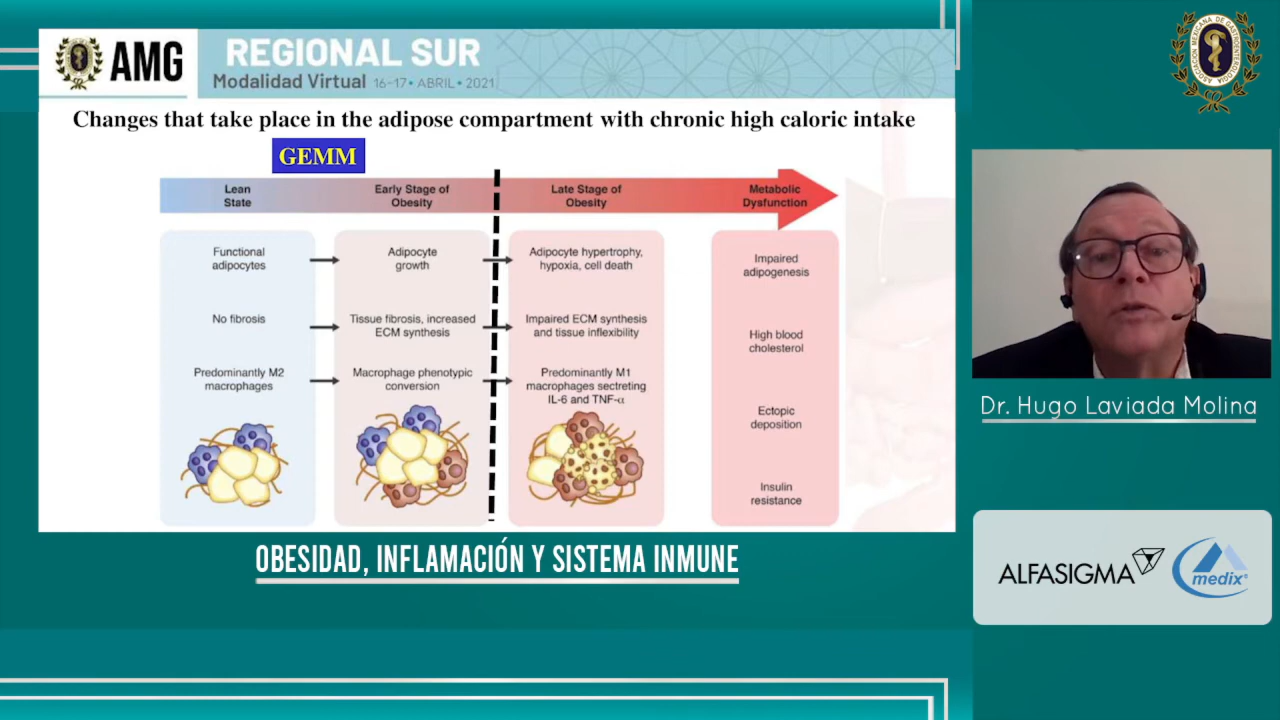 AMG
REGIONAL SUR
Modalidad Virtual 16-17• ABRIL • 2021
Changes that take place in the adipose compartment with chronic high caloric intake
GEMM
Lean
State
Early Stage of
Obesity
Late Stage of
Obesity
Metabolic
Dysfunction
Functional
adipocytes
Adipocyte
growth
Adipocyte hypertrophy,
hypoxia, cell death
Impaired
adipogenesis
No fibrosis
Tissue fibrosis, increased
ECM synthesis
Impaired ECM synthesis
and tissue inflexibility
High blood
cholesterol
Predominantly M2
macrophages
Macrophage phenotypic
conversion
Predominantly M1
macrophages sectreting
IL-6 and TNF-α
Ectopic
deposition
Insulin
resistance
OBESIDAD, INFLAMACIÓN Y SISTEMA INMUNE
ASOCIACIÓN MEXICANA DE GASTROENTEROLOGÍA
Dr. Hugo Laviada Molina
ALFASIGMA
medix®